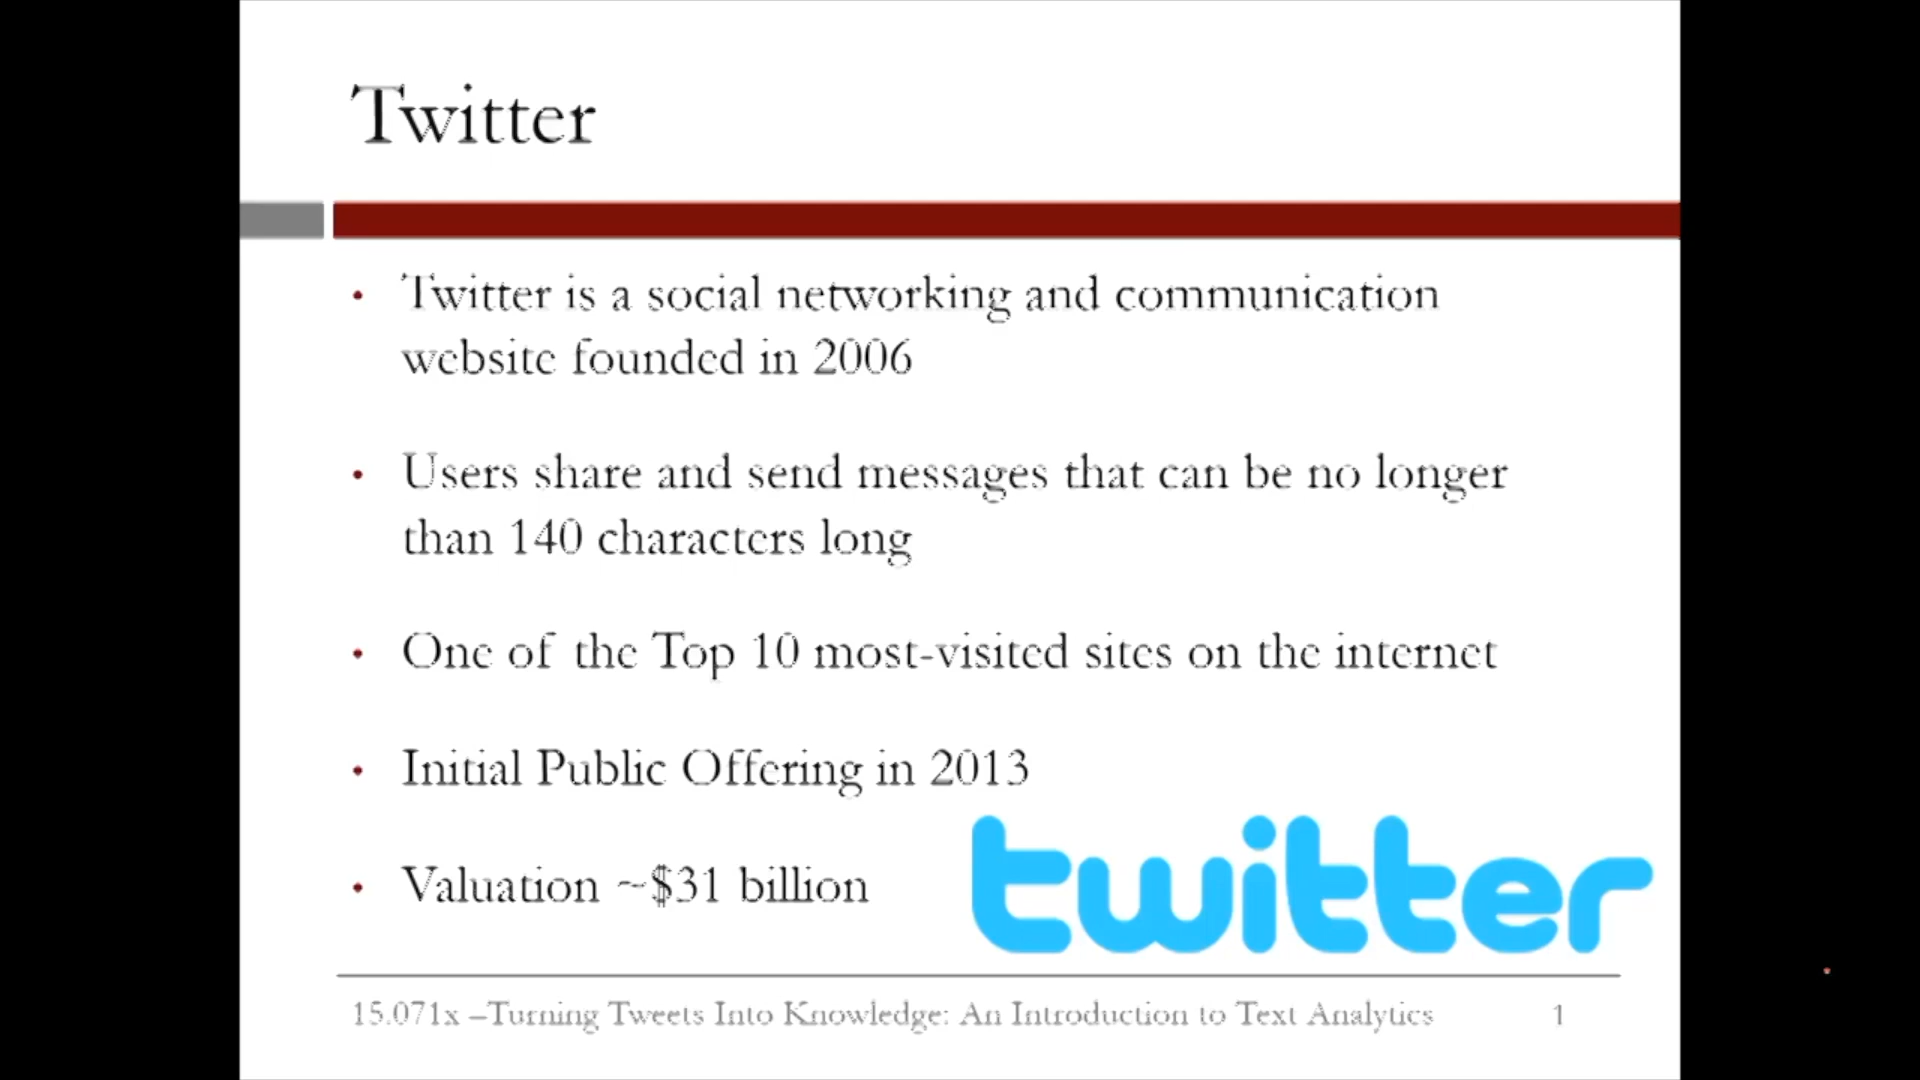 Twitter
• Twitter is a social networking and communication
website founded in 2006
• Users share and send messages that can be no longer
than 140 characters long
• One of the Top 10 most-visited sites on the internet
• Initial Public Offering in 2013
• Valuation ~$31 billion
twitter
15.071x –Turning Tweets Into Knowledge: An Introduction to Text Analytics 1